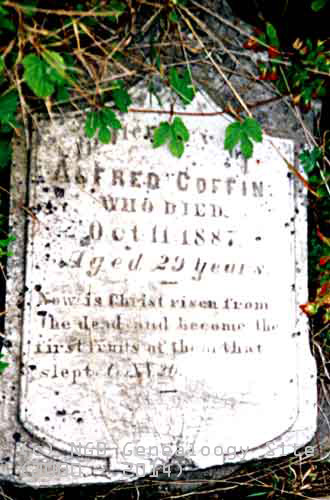 ALFRED COFFIN
WHO DIED
Oct 11 1887
Aged 29 years
Now is Christ risen from
the dead, and become the
first fruits of them that
slept.
(c) NGB Genealogy Site